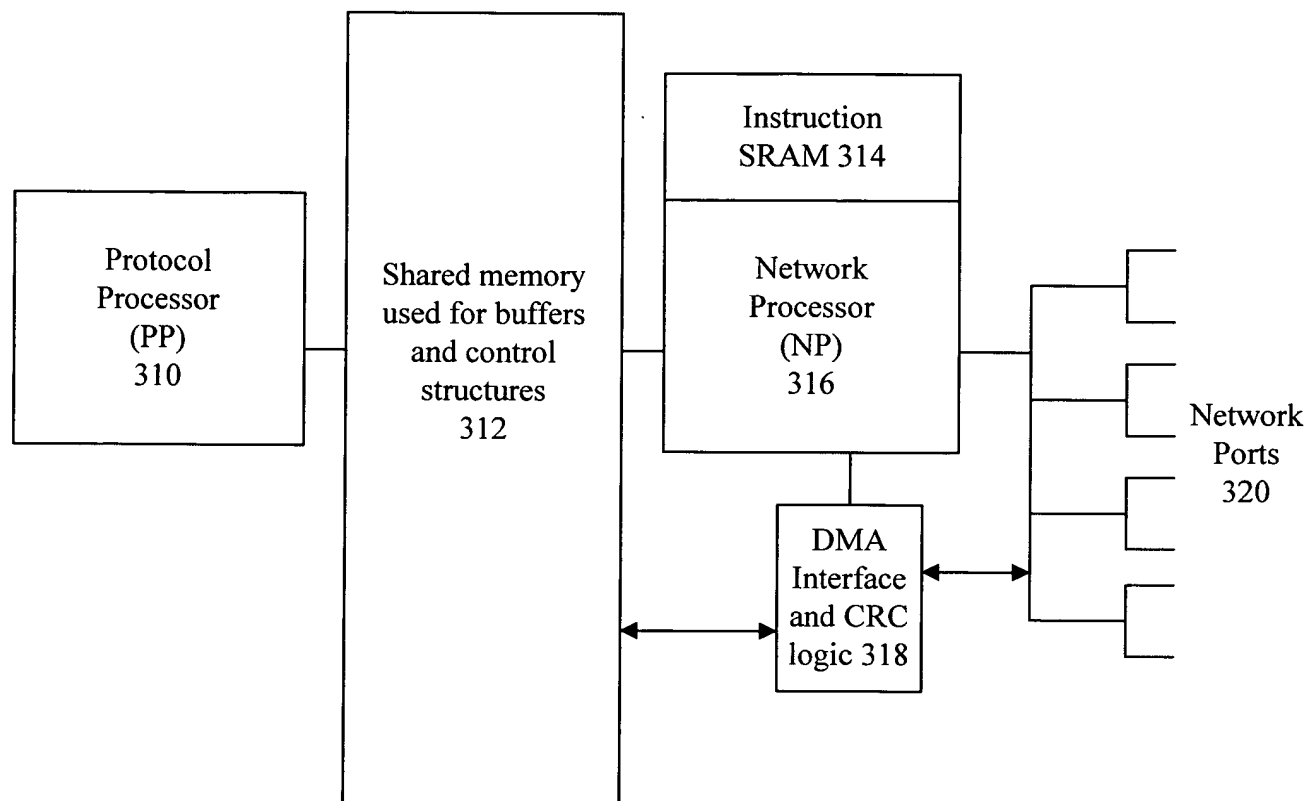 Protocol
Processor
(PP)
310
Shared memory
used for buffers
and control
structures
312
Instruction
SRAM 314
Network
Processor
(NP)
316
DMA
Interface
and CRC
logic 318
Network
Ports
320